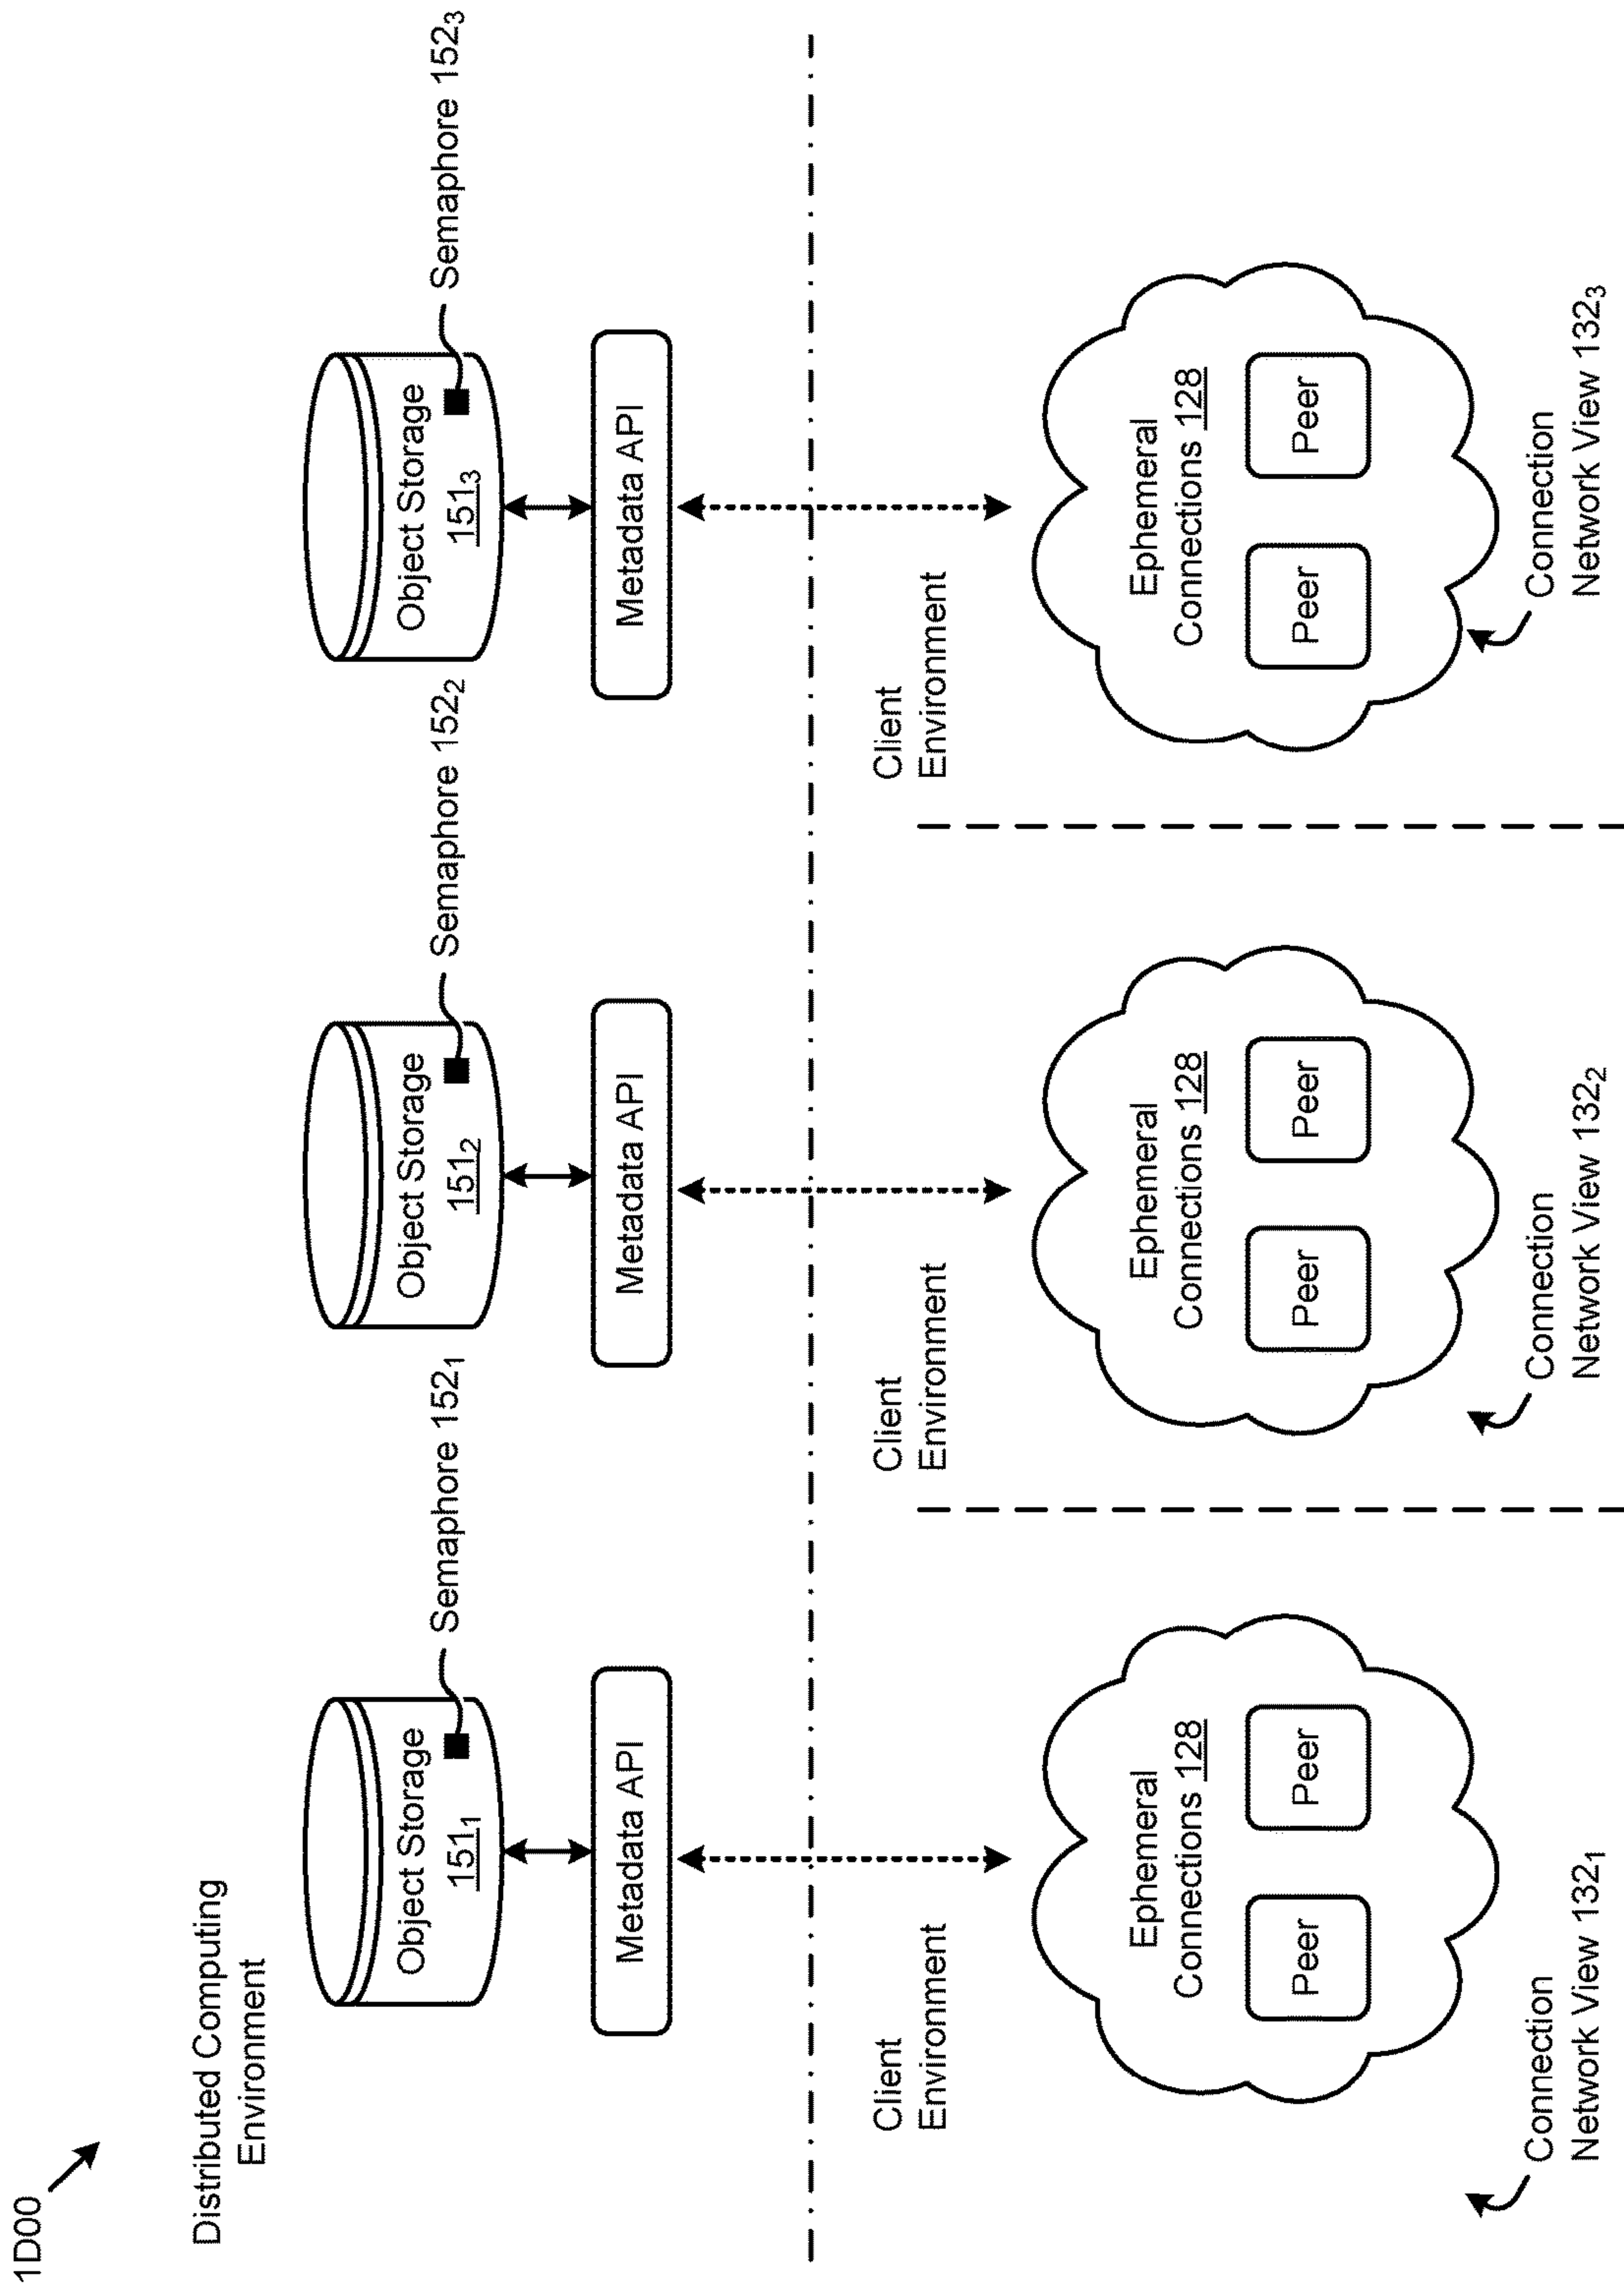 1D00
Distributed Computing
Environment
Object Storage
151₁
Semaphore 152₁
Object Storage
151₂
Semaphore 152₂
Object Storage
151₃
Semaphore 152₃
Metadata API
Metadata API
Metadata API
Client
Environment
Client
Environment
Client
Environment
Ephemeral
Connections 128
Peer
Peer
Ephemeral
Connections 128
Peer
Peer
Ephemeral
Connections 128
Peer
Peer
Connection
Network View 132₁
Connection
Network View 132₂
Connection
Network View 132₃